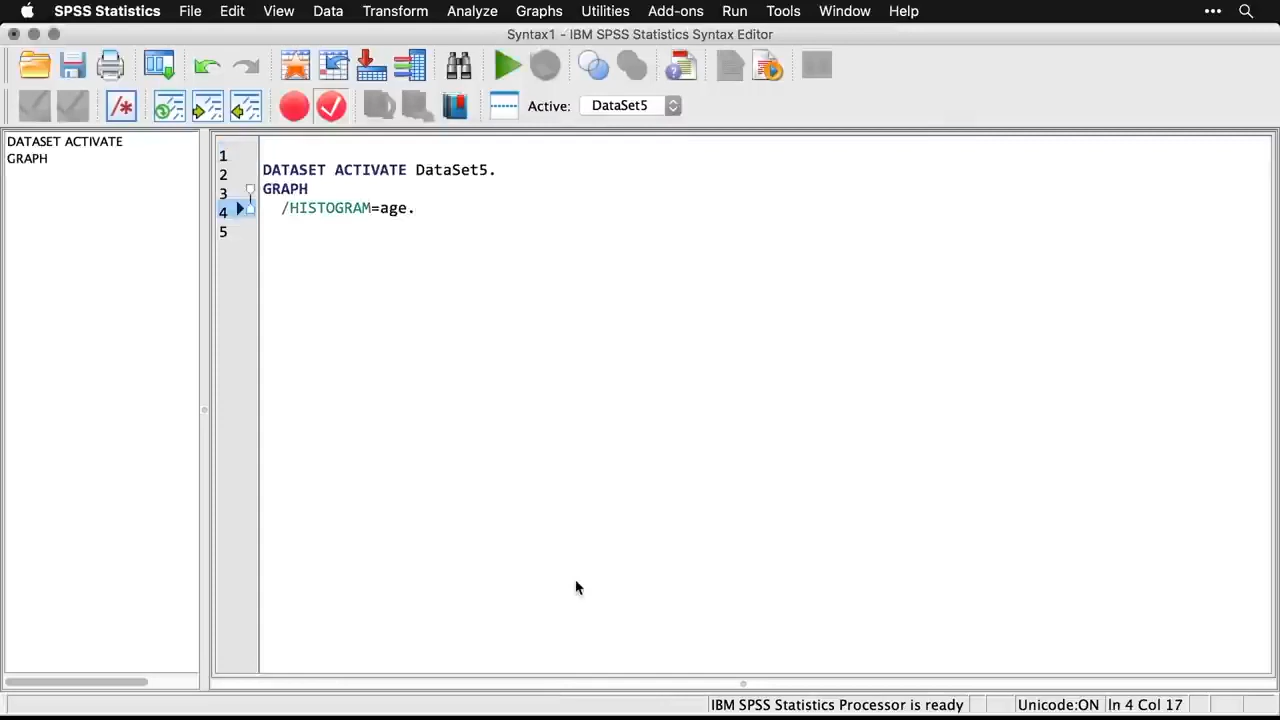 SPSS Statistics File Edit View Data Transform Analyze Graphs Utilities Add-ons Run Tools Window Help
Syntax1 - IBM SPSS Statistics Syntax Editor
Active: DataSet5
DATASET ACTIVATE
GRAPH
1
2 DATASET ACTIVATE DataSet5.
3 GRAPH
4 /HISTOGRAM=age.
5
IBM SPSS Statistics Processor is ready Unicode:ON In 4 Col 17